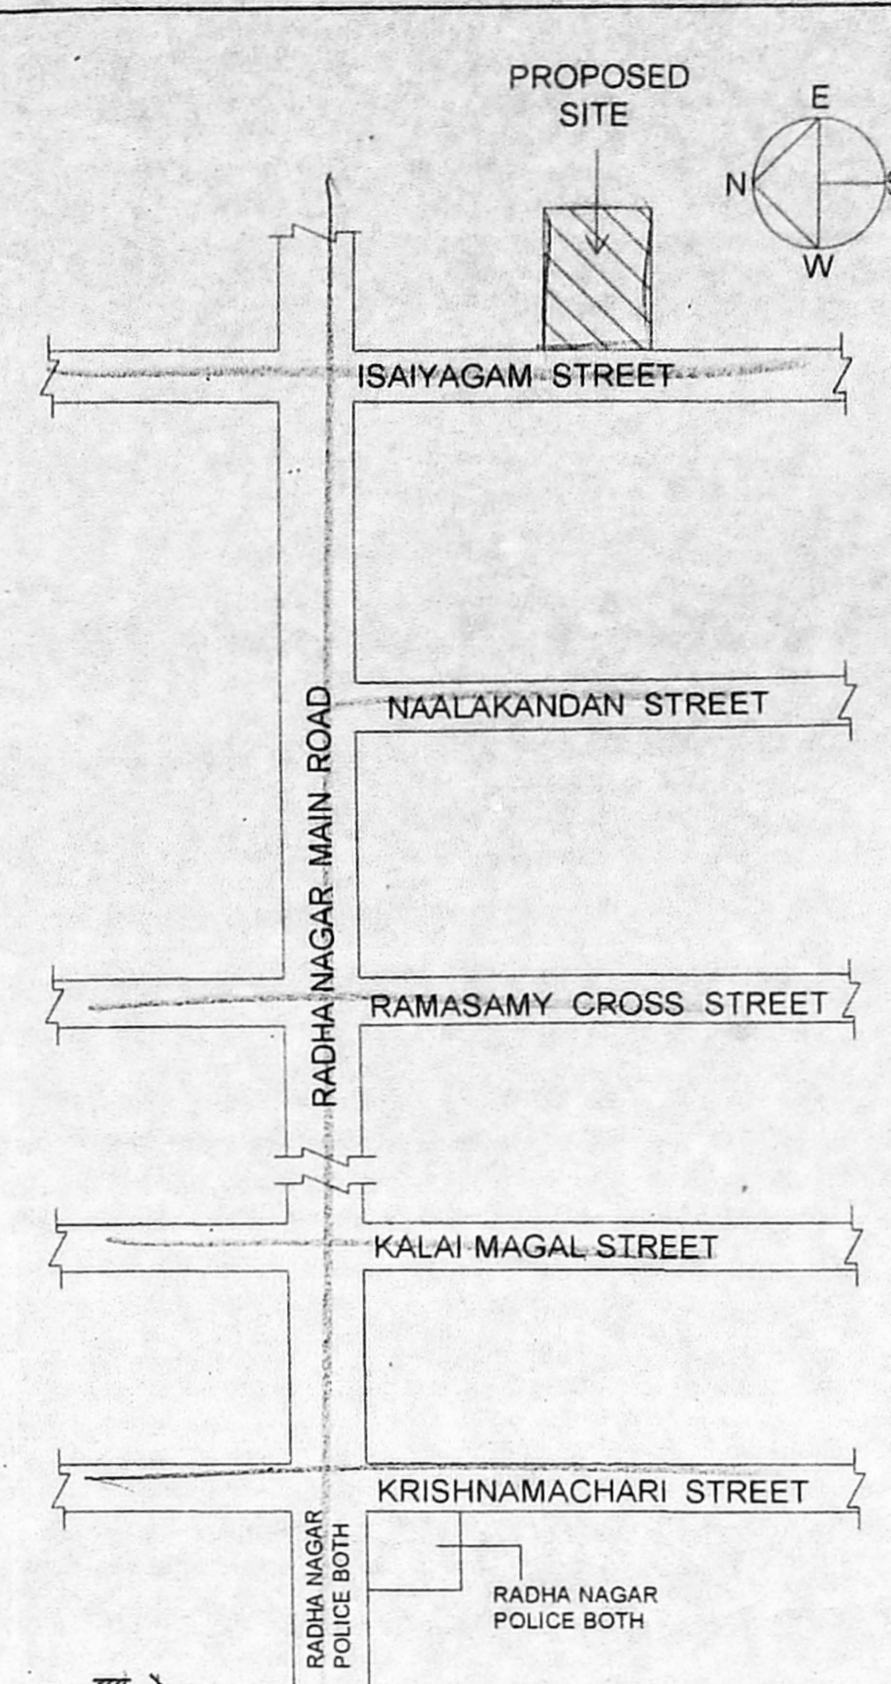 PROPOSED
SITE
E
N
S
W
ISAIYAGAM STREET
NAALAKANDAN STREET
RADHA NAGAR MAIN ROAD
RAMASAMY CROSS STREET
KALAI MAGAL STREET
KRISHNAMACHARI STREET
RADHA NAGAR
POLICE BOTH
RADHA NAGAR
POLICE BOTH